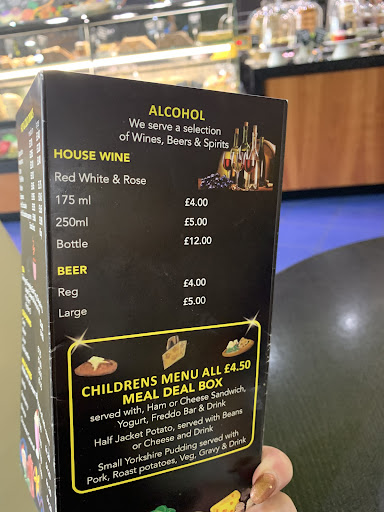 ALCOHOL
We serve a selection
of Wines, Beers & Spirits
HOUSE WINE
Red White & Rose
175 ml £4.00
250ml £5.00
Bottle £12.00
BEER
Reg £4.00
Large £5.00
CHILDRENS MENU ALL £4.50
MEAL DEAL BOX
served with, Ham or Cheese Sandwich,
Yogurt, Freddo Bar & Drink
Half Jacket Potato, served with Beans
or Cheese and Drink
Small Yorkshire Pudding served with
Pork, Roast potatoes, Veg, Gravy & Drink